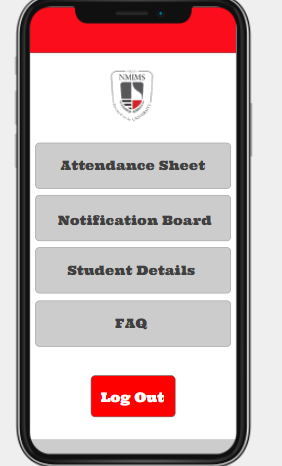 NMIMS
Attendance Sheet
Notification Board
Student Details
FAQ
Log Out